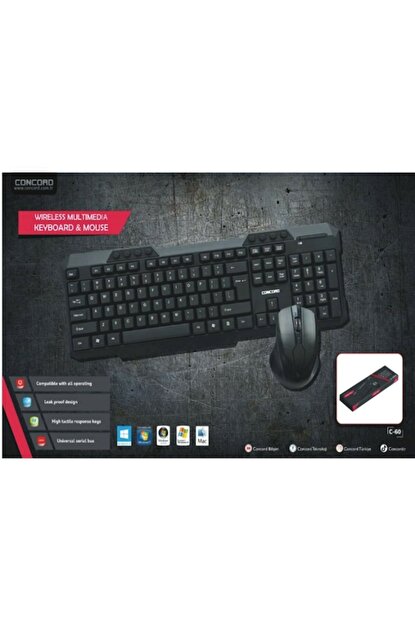 CONCORD
www.concord.com.tr
WIRELESS MULTIMEDIA
KEYBOARD & MOUSE
CONCORD
Compatible with all operating
Leak proof design
High tactile response keys
Universal serial bus
Mac
C-60
Concord Bilişim
Concord Teknoloji
Concord Türkiye
Concordtr